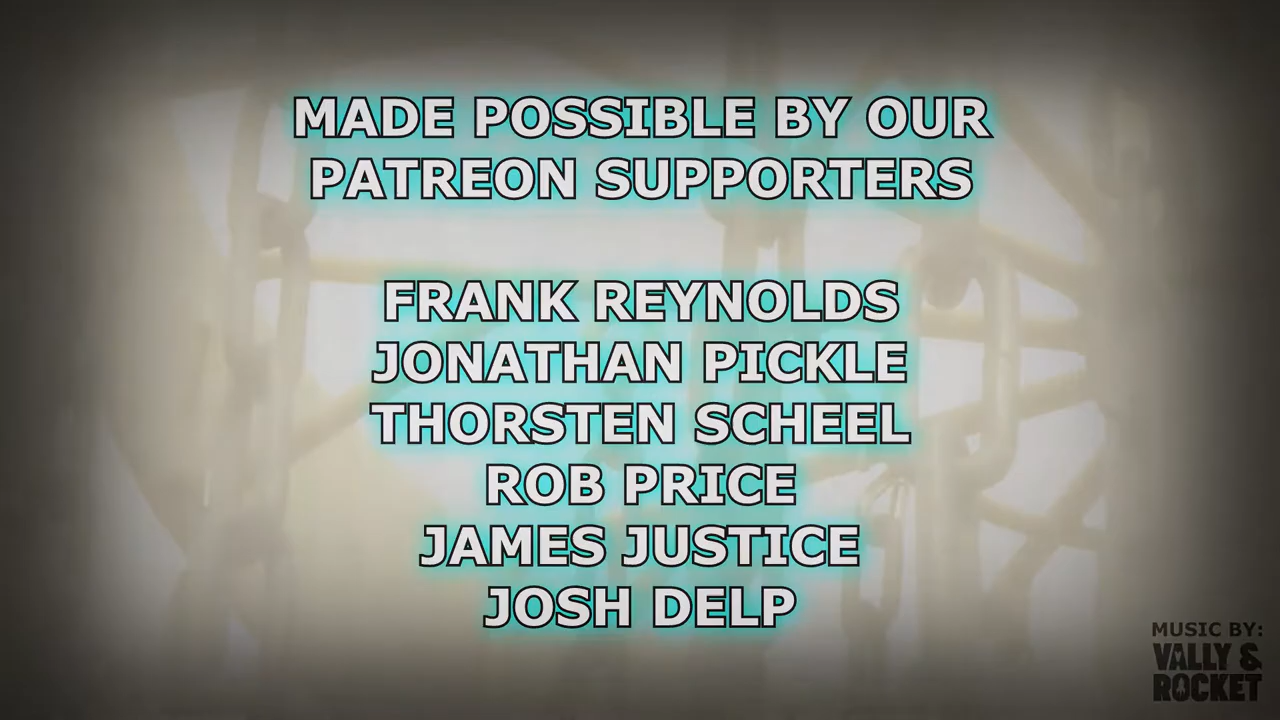 MADE POSSIBLE BY OUR
PATREON SUPPORTERS
FRANK REYNOLDS
JONATHAN PICKLE
THORSTEN SCHEEL
ROB PRICE
JAMES JUSTICE
JOSH DELP
MUSIC BY:
VALLY &
ROCKET